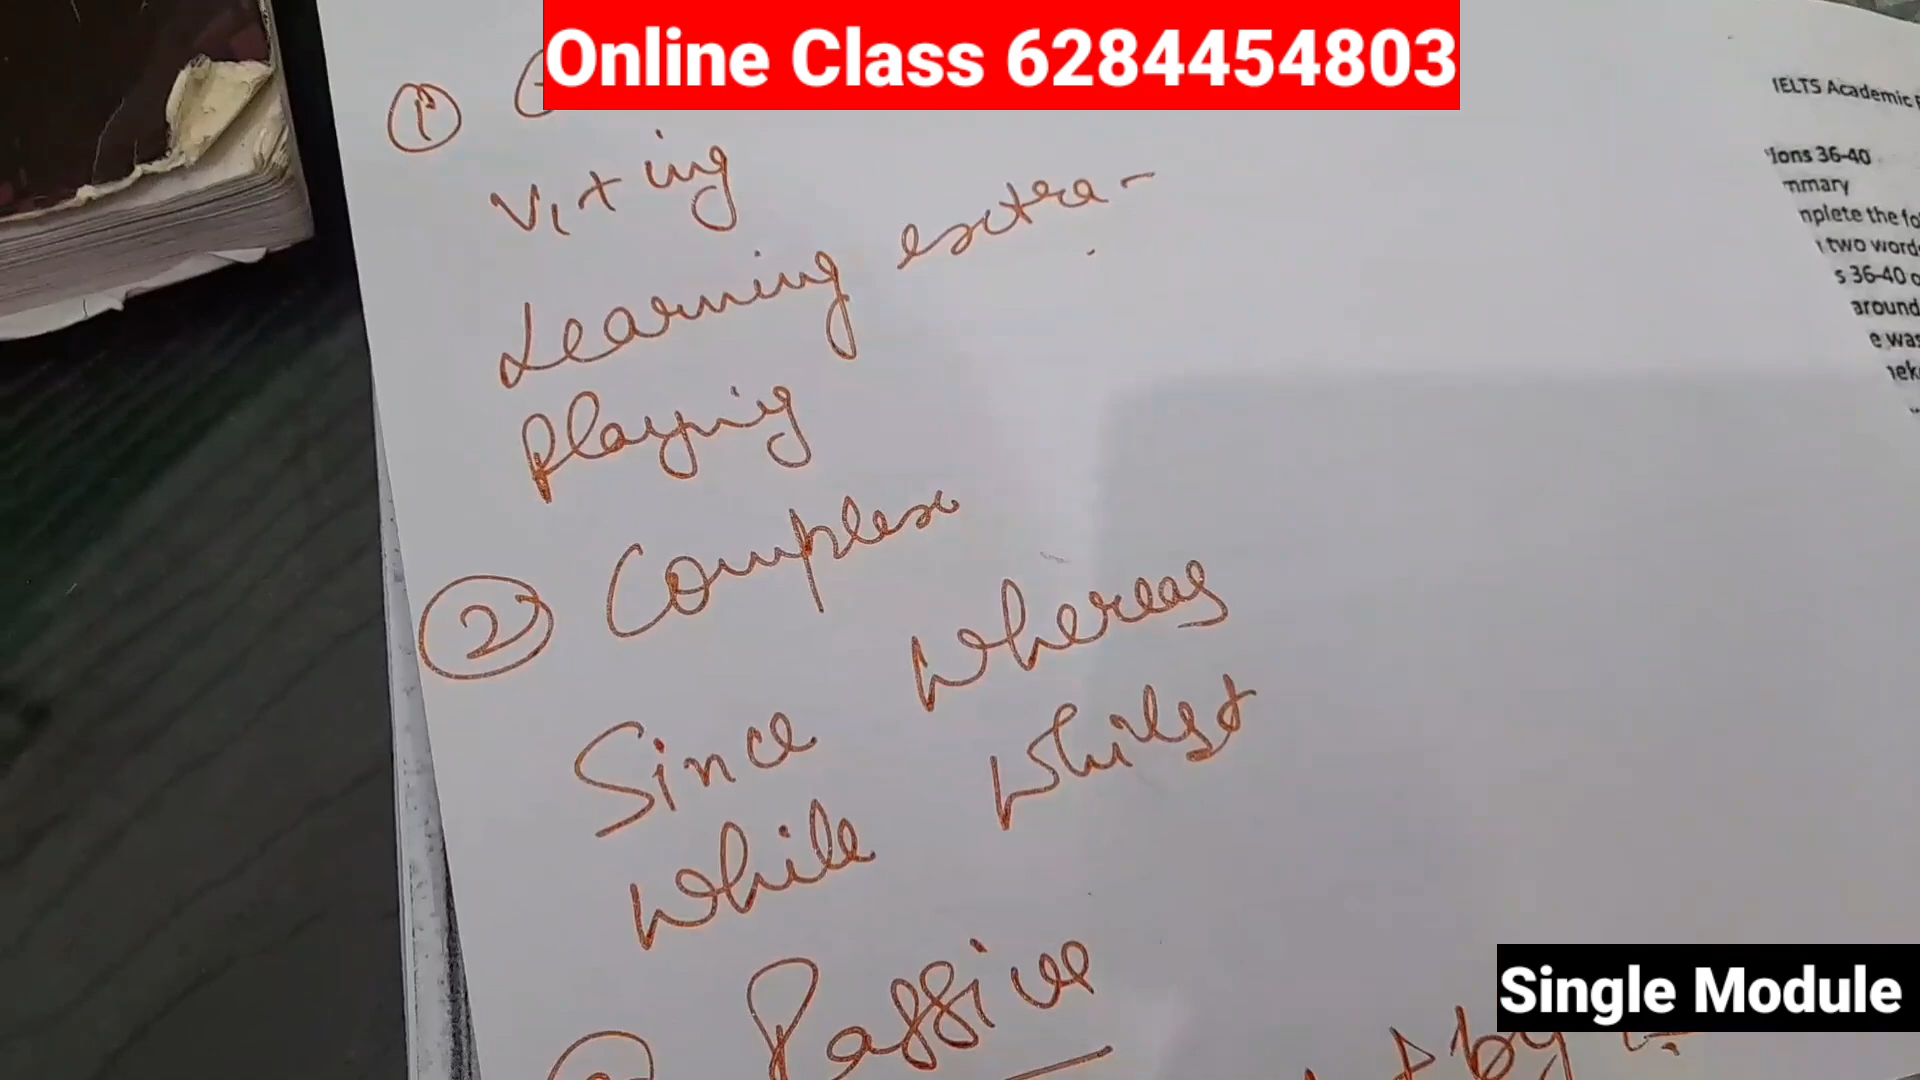 Online Class 6284454803
①
V₁+ ing
Learning extra-
Playing
② Complex
Since Whereas
While Whilst
Passive
by
IELTS Academic
ions 36-40
mmary
nplete the fo
two word
s 36-40 o
around
e was
Single Module